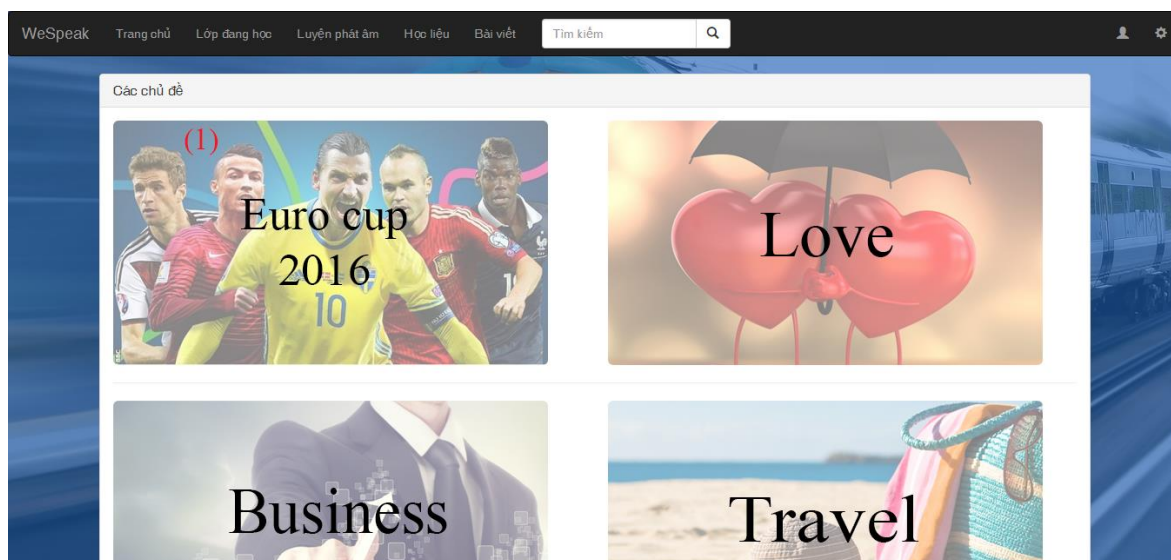 WeSpeak Trang chủ Lớp đang học Luyện phát âm Học liệu Bài viết Tìm kiếm
Các chủ đề
(1)
Euro cup
2016
10
Love
Business
Travel